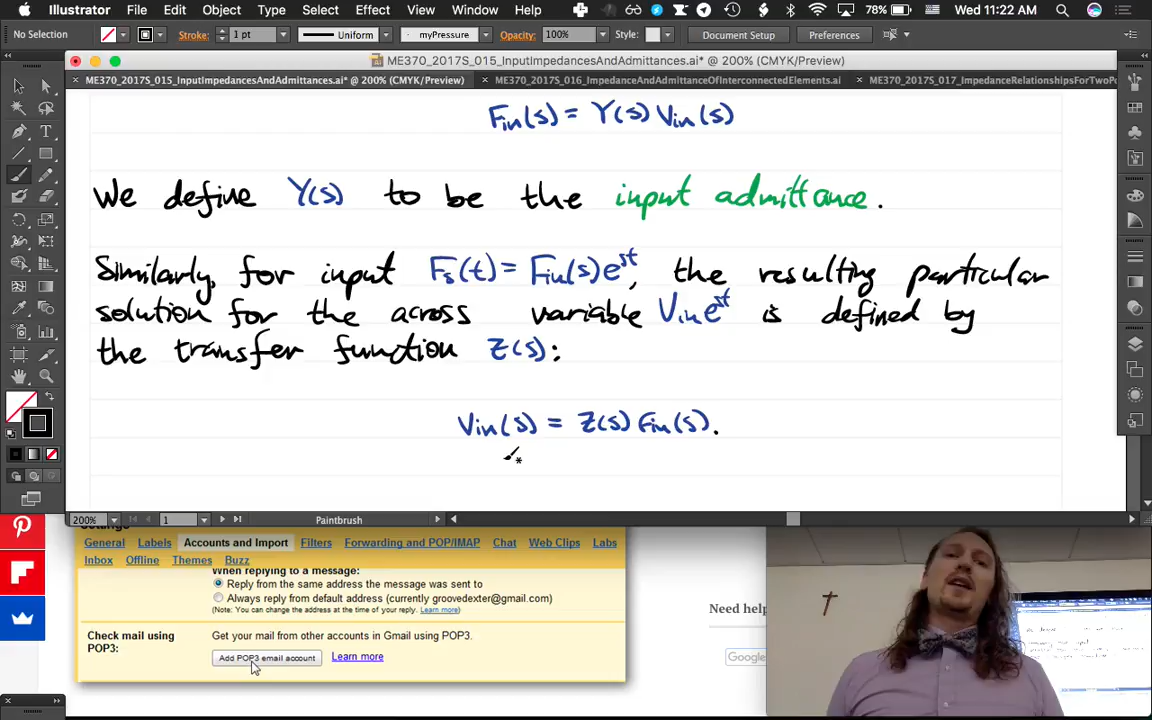 Illustrator File Edit Object Type Select Effect View Window Help 78% Wed 11:22 AM
No Selection Stroke: 1 pt Uniform myPressure Opacity: 100% Style: Document Setup Preferences
ME370_2017S_015_InputImpedancesAndAdmittances.ai* @ 200% (CMYK/Preview)
ME370_2017S_015_InputImpedancesAndAdmittances.ai* @ 200% (CMYK/Preview) ME370_2017S_016_ImpedanceAndAdmittanceOfInterconnectedElements.ai ME370_2017S_017_ImpedanceRelationshipsForTwoPo
Fin(s) = Y(s) Vin(s)
We define Y(s) to be the input admittance.
Similarly, for input Fs(t) = Fin(s)e^st, the resulting particular
solution for the across variable Vin e^st is defined by
the transfer function Z(s):
Vin(s) = Z(s) Fin(s).
200% 1 Paintbrush
General Labels Accounts and Import Filters Forwarding and POP/IMAP Chat Web Clips Labs
Inbox Offline Themes Buzz
When replying to a message:
Reply from the same address the message was sent to
Always reply from default address (currently groovedexter@gmail.com)
(Note: You can change the address at the time of your reply. Learn more)
Check mail using POP3:
Get your mail from other accounts in Gmail using POP3.
Add POP3 email account Learn more
Need help
Google